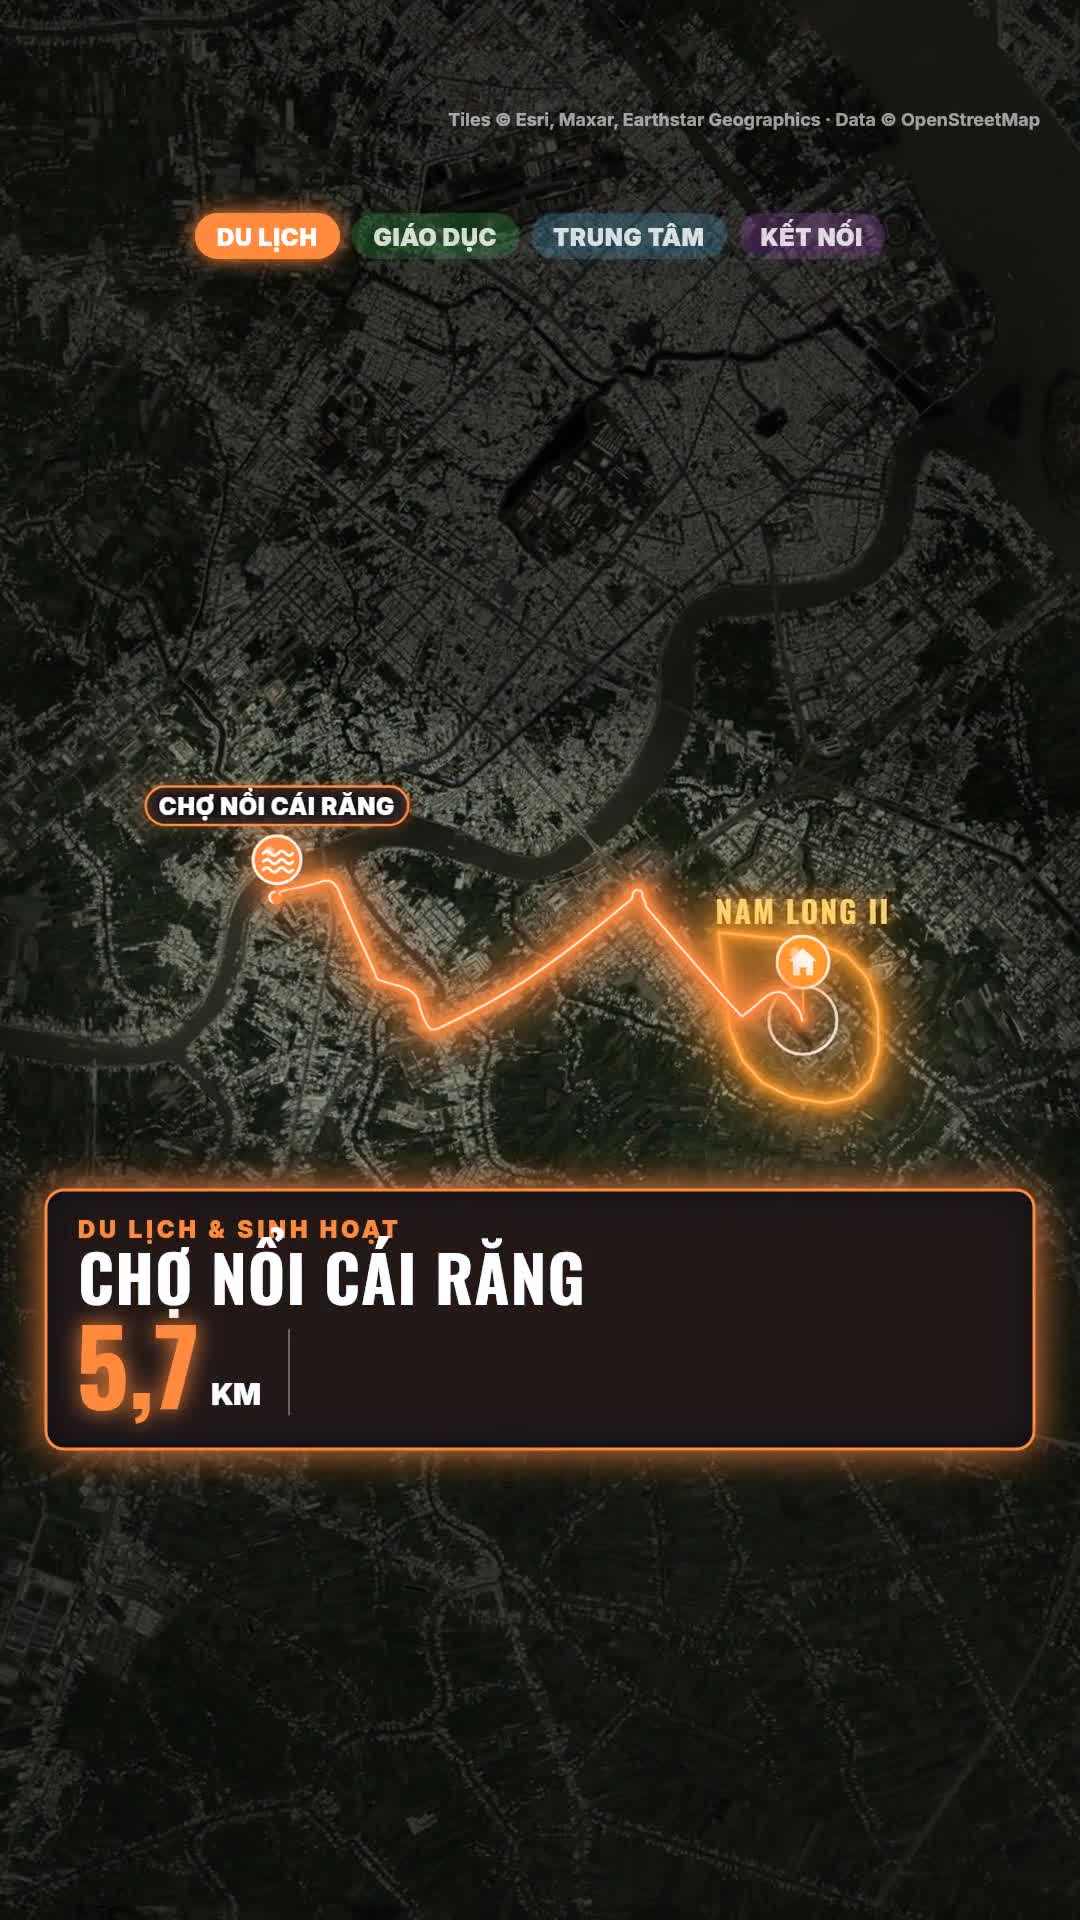 Tiles © Esri, Maxar, Earthstar Geographics · Data © OpenStreetMap
DU LỊCH
GIÁO DỤC
TRUNG TÂM
KẾT NỐI
CHỢ NỔI CÁI RĂNG
NAM LONG II
DU LỊCH & SINH HOẠT
CHỢ NỔI CÁI RĂNG
5,7 KM